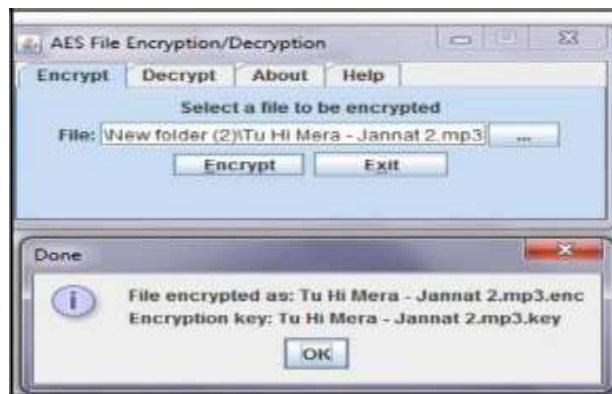 AES File Encryption/Decryption
Encrypt Decrypt About Help
Select a file to be encrypted
File: \New folder (2)\Tu Hi Mera - Jannat 2.mp3 ...
Encrypt Exit
Done
File encrypted as: Tu Hi Mera - Jannat 2.mp3.enc
Encryption key: Tu Hi Mera - Jannat 2.mp3.key
OK